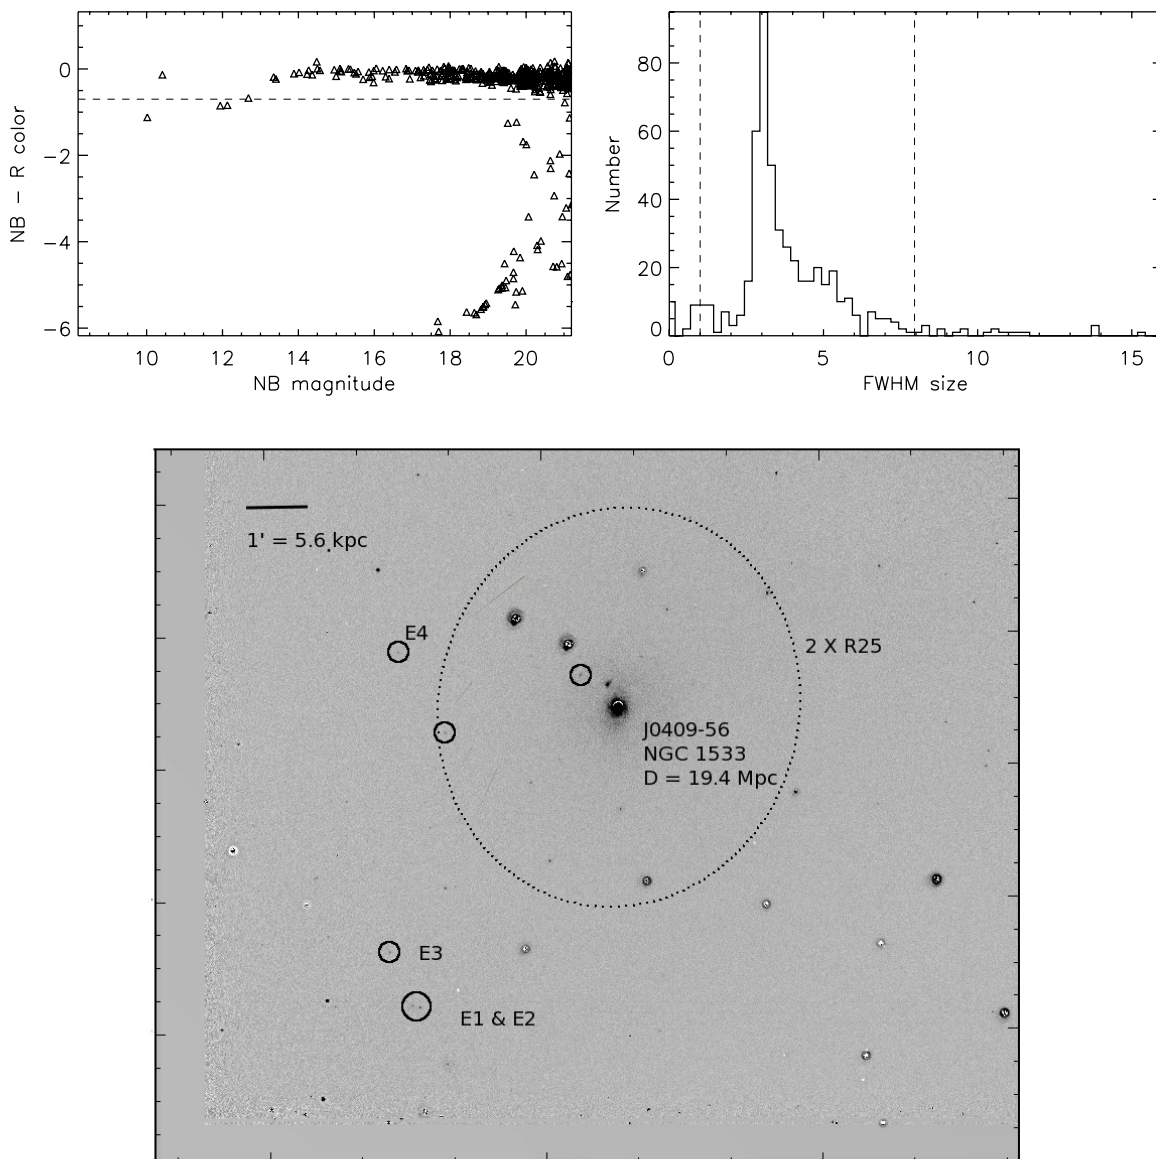 0
−2
−4
−6
NB − R color
10 12 14 16 18 20
NB magnitude
80
60
40
20
0
Number
0 5 10 15
FWHM size
1' = 5.6 kpc
E4
2 X R25
J0409-56
NGC 1533
D = 19.4 Mpc
E3
E1 & E2